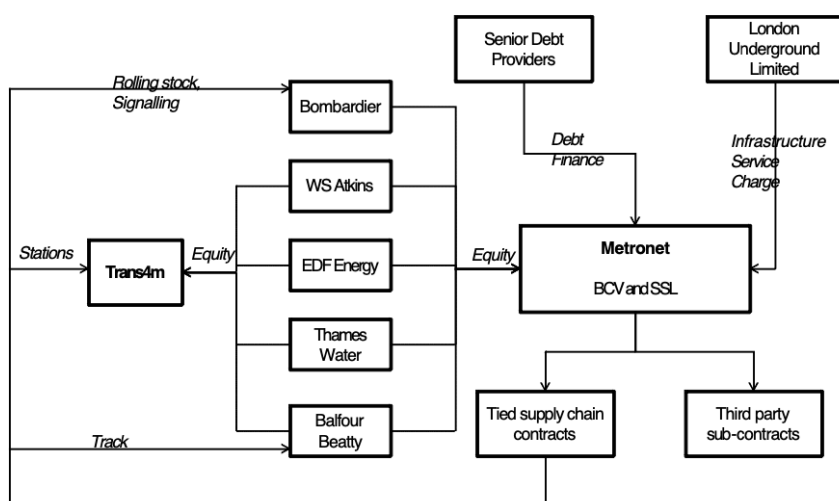 Senior Debt
Providers
London
Underground
Limited
Rolling stock,
Signalling
Bombardier
Debt
Finance
Infrastructure
Service
Charge
WS Atkins
Stations
Trans4m
Equity
EDF Energy
Equity
Metronet
BCV and SSL
Thames
Water
Balfour
Beatty
Track
Tied supply chain
contracts
Third party
sub-contracts